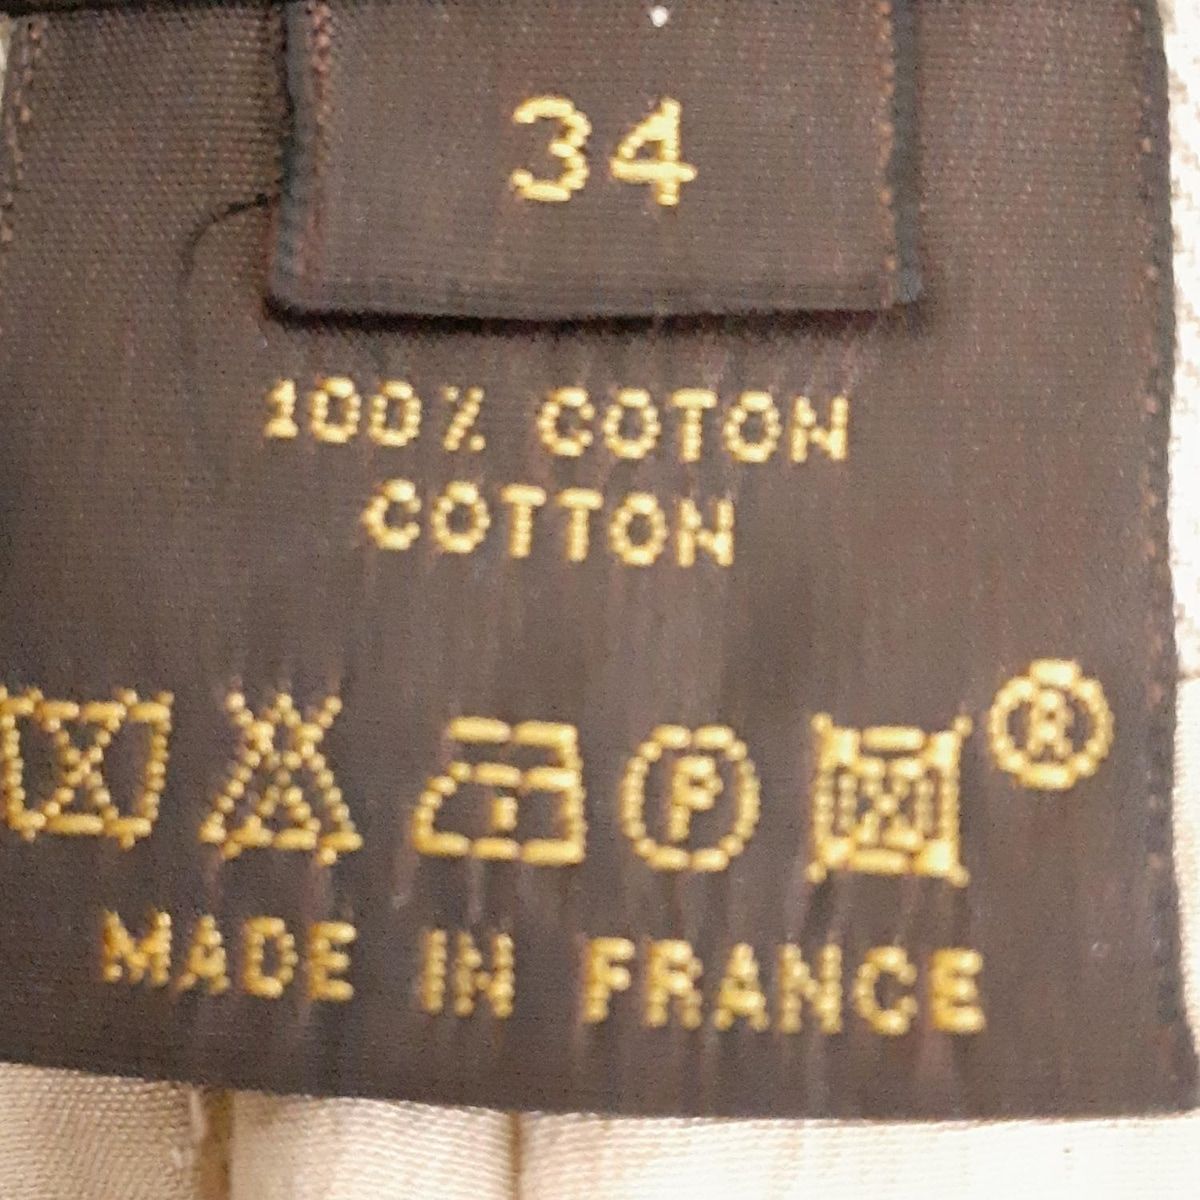 34
100% COTON
COTTON
P ®
MADE IN FRANCE